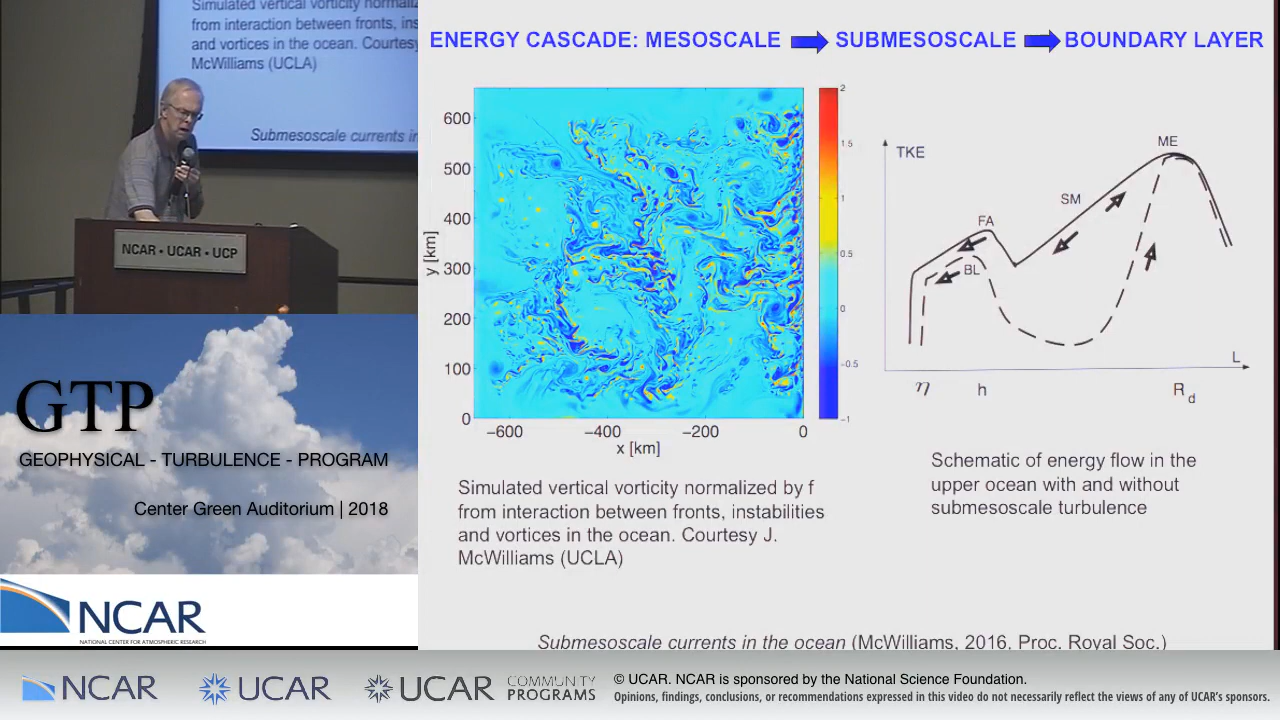 Simulated vertical vorticity normaliz
from interaction between fronts, ins
and vortices in the ocean. Courtesy
McWilliams (UCLA)
Submesoscale currents in
NCAR • UCAR • UCP
GTP
GEOPHYSICAL - TURBULENCE - PROGRAM
Center Green Auditorium | 2018
NCAR
NATIONAL CENTER FOR ATMOSPHERIC RESEARCH
ENERGY CASCADE: MESOSCALE SUBMESOSCALE BOUNDARY LAYER
600
500
400
300
200
100
0
y [km]
−600 −400 −200 0
x [km]
2
1.5
1
0.5
0
−0.5
−1
TKE
ME
SM
FA
BL
L
η h R d
Simulated vertical vorticity normalized by f
from interaction between fronts, instabilities
and vortices in the ocean. Courtesy J.
McWilliams (UCLA)
Schematic of energy flow in the
upper ocean with and without
submesoscale turbulence
Submesoscale currents in the ocean (McWilliams, 2016, Proc. Royal Soc.)
NCAR UCAR UCAR COMMUNITY PROGRAMS
© UCAR. NCAR is sponsored by the National Science Foundation.
Opinions, findings, conclusions, or recommendations expressed in this video do not necessarily reflect the views of any of UCAR's sponsors.